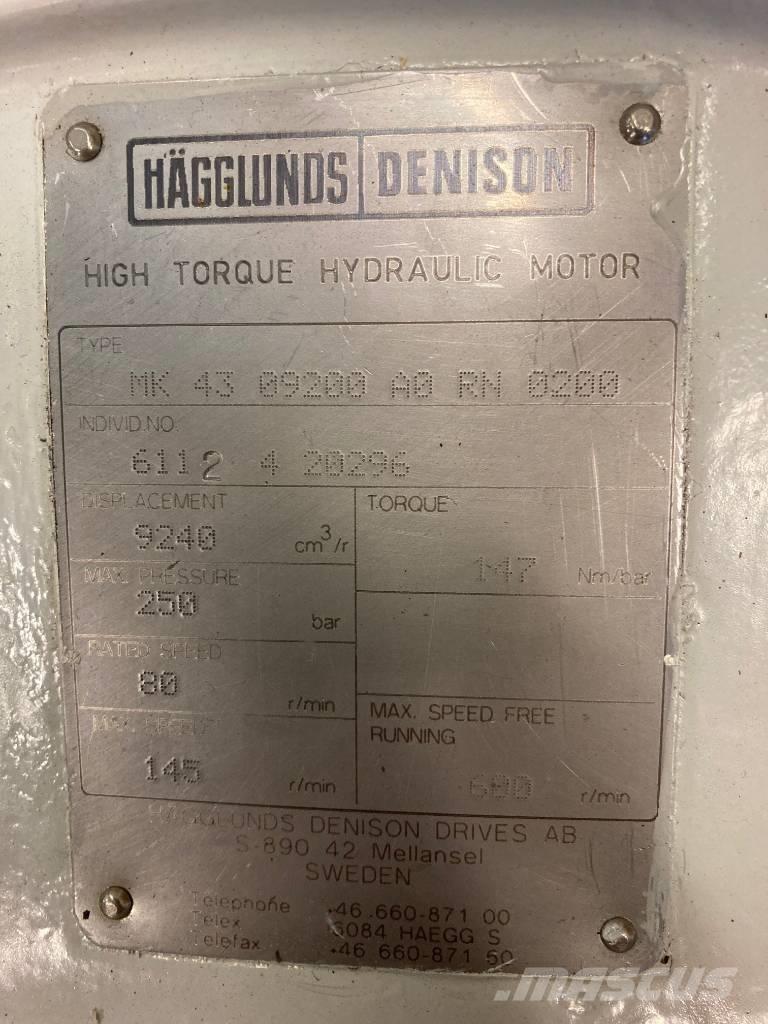 HÄGGLUNDS DENISON
HIGH TORQUE HYDRAULIC MOTOR
TYPE
MK 43 09200 A0 RN 0200
INDIVID.NO.
6112 4 20296
DISPLACEMENT
9240 cm³/r
TORQUE
147 Nm/bar
MAX. PRESSURE
250 bar
RATED SPEED
80 r/min
MAX. SPEED
145 r/min
MAX. SPEED FREE
RUNNING
600 r/min
HÄGGLUNDS DENISON DRIVES AB
S-890 42 Mellansel
SWEDEN
Telephone +46 660-871 00
Telex 6084 HAEGG S
Telefax +46 660-871 50
MASCUS